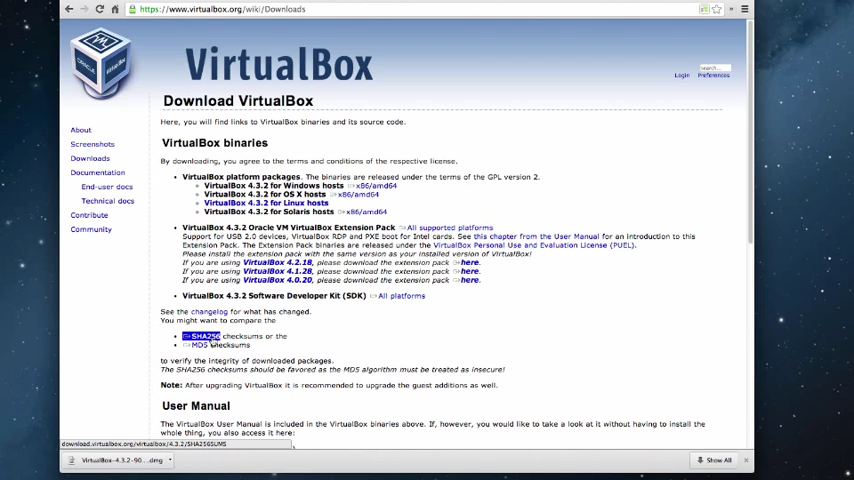 https://www.virtualbox.org/wiki/Downloads
VirtualBox
ORACLE
VirtualBox
search...
Login Preferences
Download VirtualBox
Here, you will find links to VirtualBox binaries and its source code.
About
Screenshots
Downloads
Documentation
End-user docs
Technical docs
Contribute
Community
VirtualBox binaries
By downloading, you agree to the terms and conditions of the respective license.
• VirtualBox platform packages. The binaries are released under the terms of the GPL version 2.
VirtualBox 4.3.2 for Windows hosts x86/amd64
VirtualBox 4.3.2 for OS X hosts x86/amd64
VirtualBox 4.3.2 for Linux hosts
VirtualBox 4.3.2 for Solaris hosts x86/amd64
• VirtualBox 4.3.2 Oracle VM VirtualBox Extension Pack All supported platforms
Support for USB 2.0 devices, VirtualBox RDP and PXE boot for Intel cards. See this chapter from the User Manual for an introduction to this
Extension Pack. The Extension Pack binaries are released under the VirtualBox Personal Use and Evaluation License (PUEL).
Please install the extension pack with the same version as your installed version of VirtualBox!
If you are using VirtualBox 4.2.18, please download the extension pack here.
If you are using VirtualBox 4.1.28, please download the extension pack here.
If you are using VirtualBox 4.0.20, please download the extension pack here.
• VirtualBox 4.3.2 Software Developer Kit (SDK) All platforms
See the changelog for what has changed.
You might want to compare the
• SHA256 checksums or the
• MD5 checksums
to verify the integrity of downloaded packages.
The SHA256 checksums should be favored as the MD5 algorithm must be treated as insecure!
Note: After upgrading VirtualBox it is recommended to upgrade the guest additions as well.
User Manual
The VirtualBox User Manual is included in the VirtualBox binaries above. If, however, you would like to take a look at it without having to install the
whole thing, you also access it here:
download.virtualbox.org/virtualbox/4.3.2/SHA256SUMS
VirtualBox-4.3.2-90....dmg
Show All